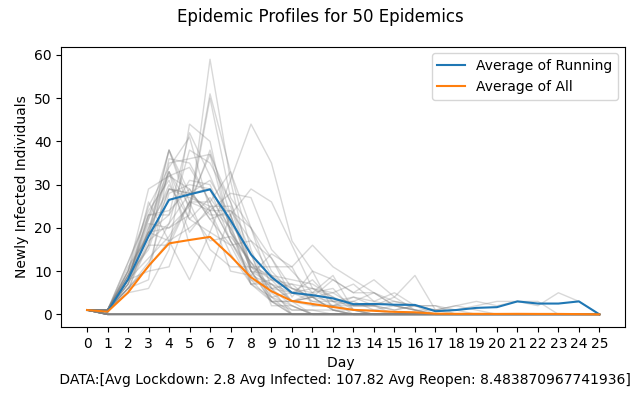 Epidemic Profiles for 50 Epidemics
Average of Running
Average of All
Newly Infected Individuals
60
50
40
30
20
10
0
0 1 2 3 4 5 6 7 8 9 10 11 12 13 14 15 16 17 18 19 20 21 22 23 24 25
Day
DATA:[Avg Lockdown: 2.8 Avg Infected: 107.82 Avg Reopen: 8.483870967741936]